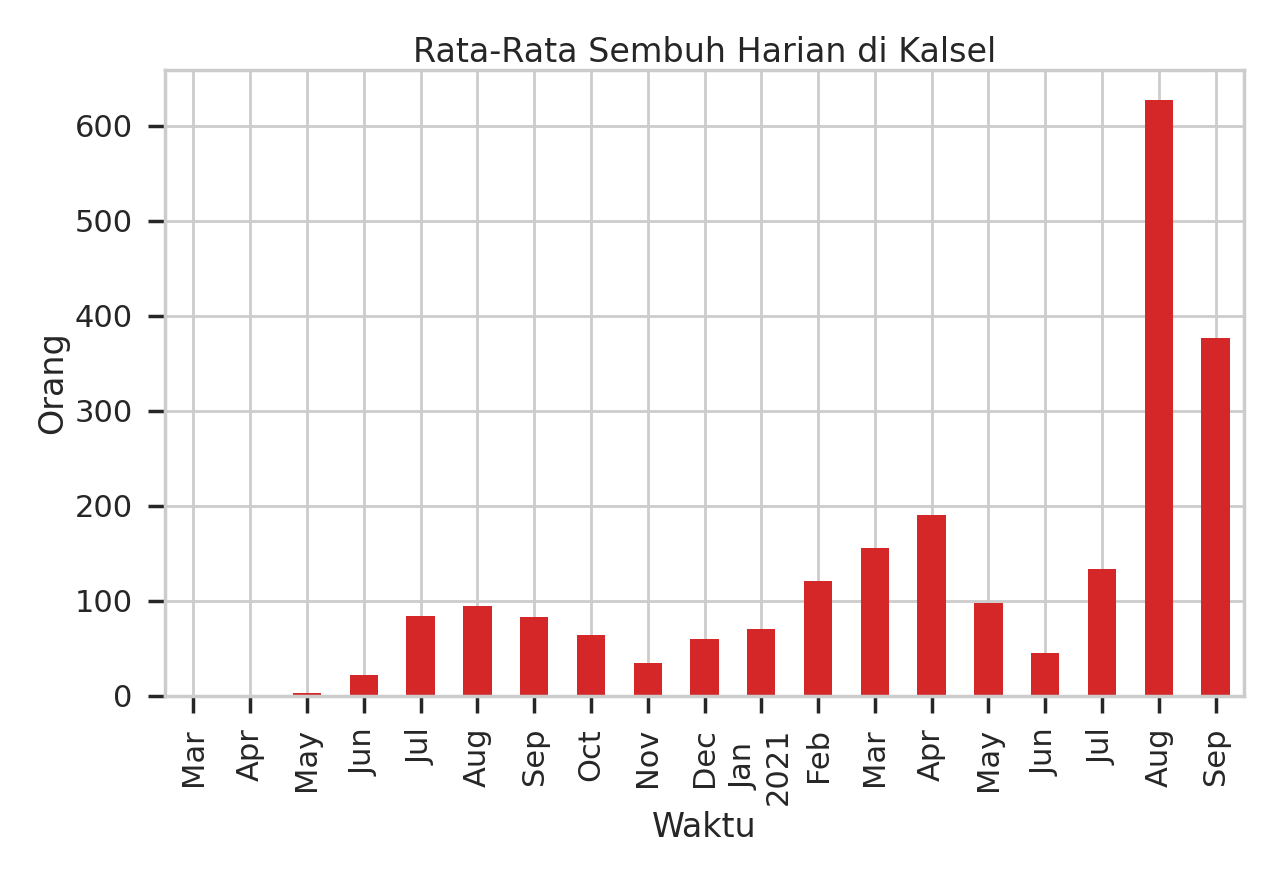 Rata-Rata Sembuh Harian di Kalsel
600
500
400
300
200
100
0
Orang
Mar
Apr
May
Jun
Jul
Aug
Sep
Oct
Nov
Dec
Jan
2021
Feb
Mar
Apr
May
Jun
Jul
Aug
Sep
Waktu